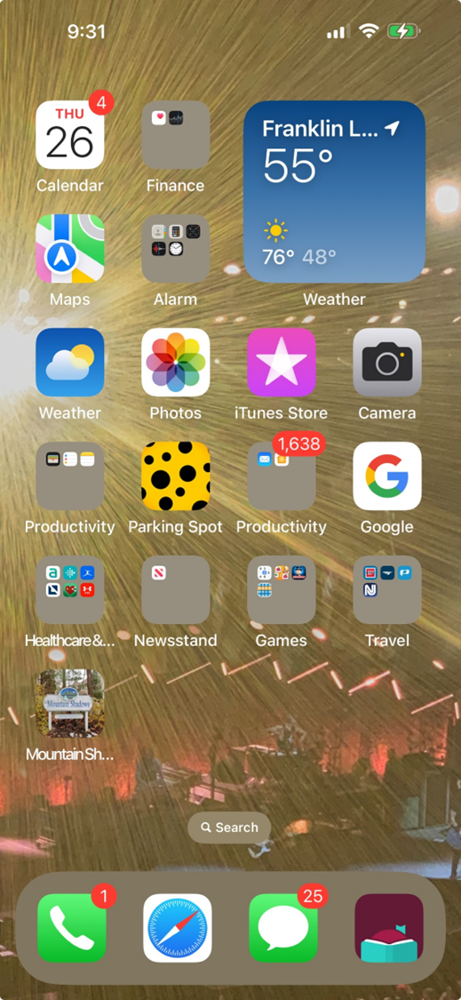 9:31
4
THU
26
Calendar
Finance
Franklin L...
55°
76° 48°
Maps
Alarm
Weather
Weather
Photos
iTunes Store
Camera
1,638
Productivity
Parking Spot
Productivity
Google
Healthcare &...
Newsstand
Games
Travel
Mountain Shadows
Mountain Sh...
Search
1
25